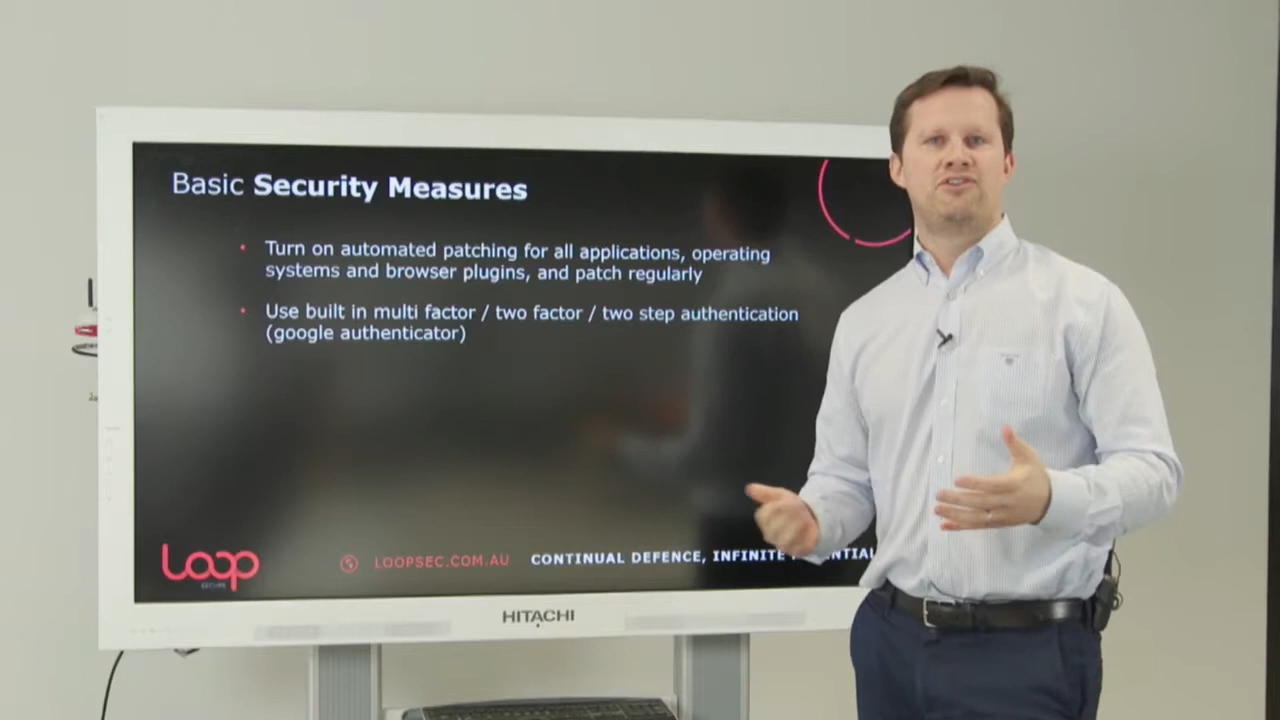 Basic Security Measures
• Turn on automated patching for all applications, operating
systems and browser plugins, and patch regularly
• Use built in multi factor / two factor / two step authentication
(google authenticator)
Loop
LOOPSEC.COM.AU CONTINUAL DEFENCE, INFINITE
HITACHI